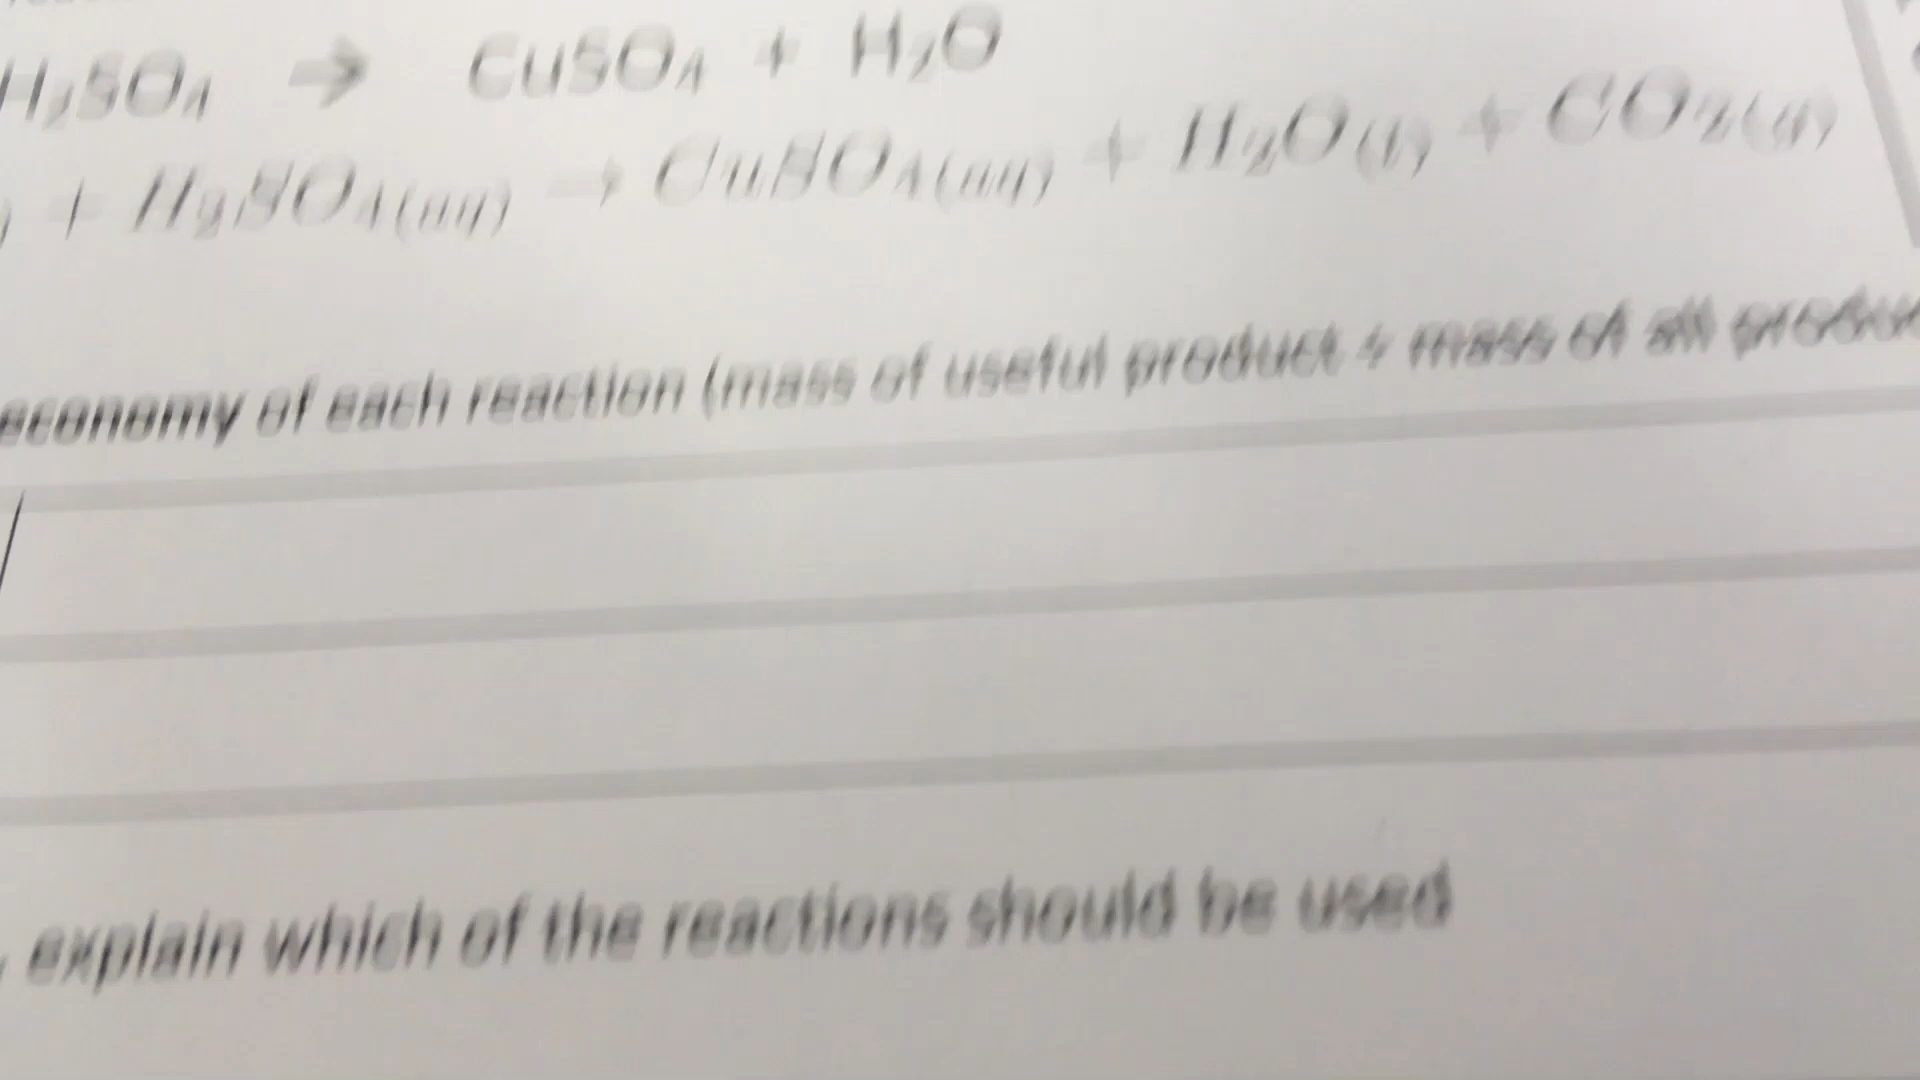 H₂SO₄ → CuSO₄ + H₂O
) + H₂SO₄(aq) → CuSO₄(aq) + H₂O(l) + CO₂(g)
economy of each reaction (mass of useful product ÷ mass of all
explain which of the reactions should be used